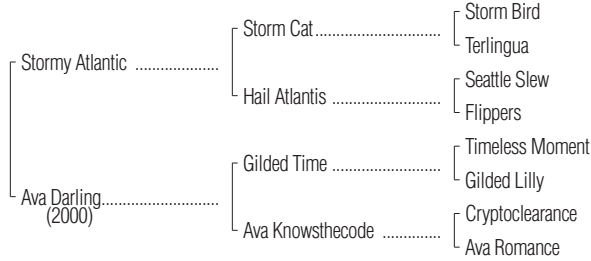 Storm Bird
Storm Cat....................
Terlingua
Stormy Atlantic ....................
Seattle Slew
Hail Atlantis ....................
Flippers
Timeless Moment
Gilded Time ....................
Gilded Lilly
Ava Darling....................
(2000)
Cryptoclearance
Ava Knowsthecode ..............
Ava Romance